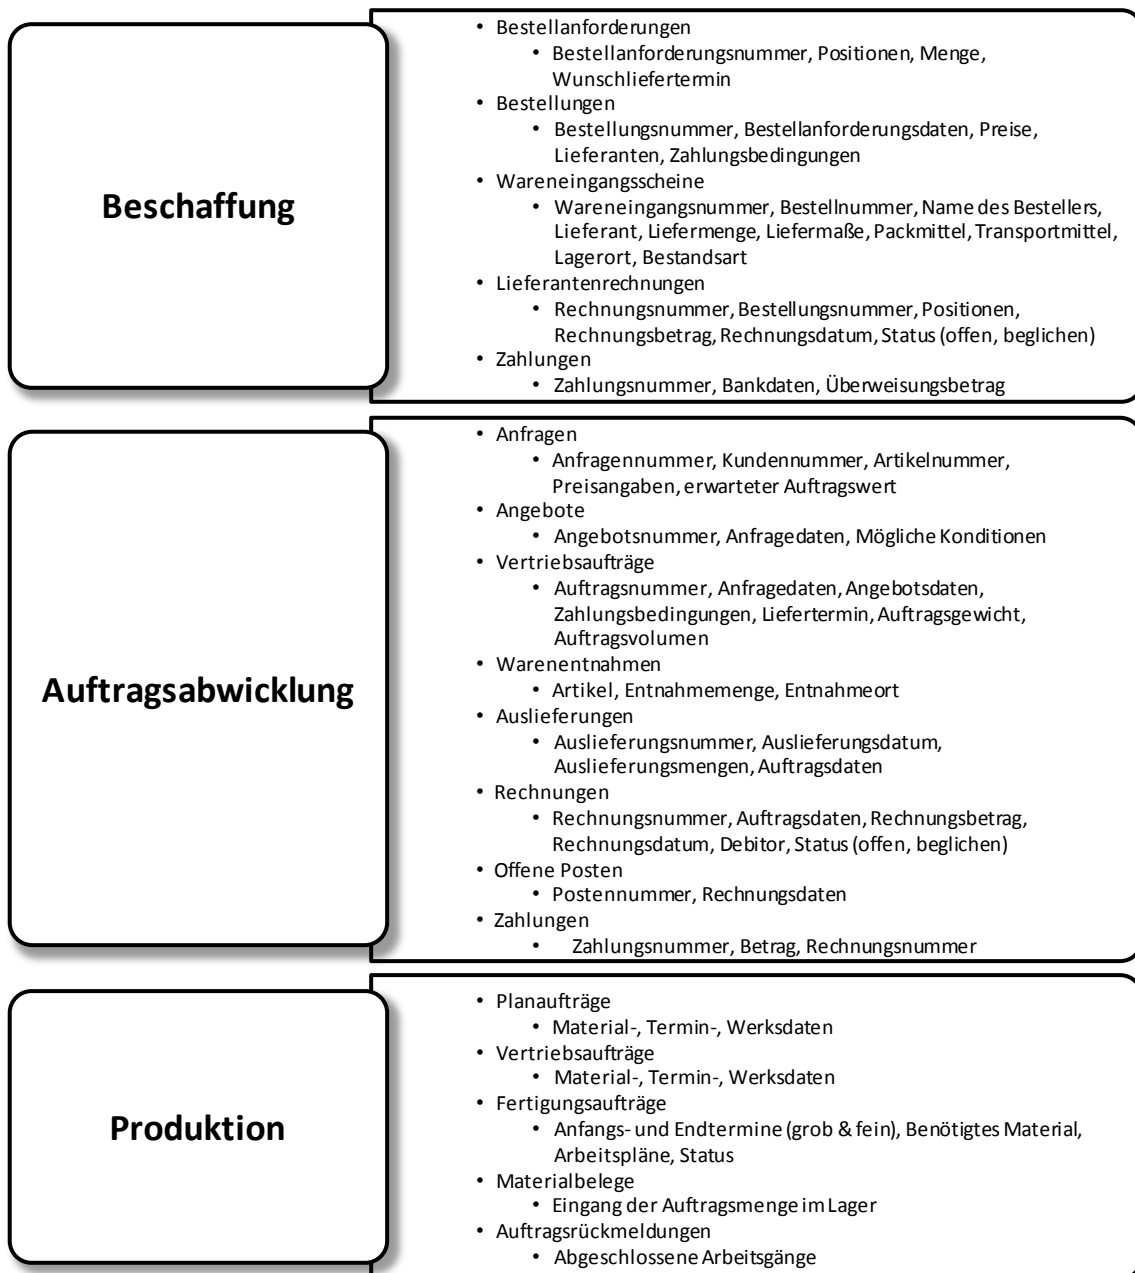 Beschaffung
• Bestellanforderungen
• Bestellanforderungsnummer, Positionen, Menge,
Wunschliefertermin
• Bestellungen
• Bestellungsnummer, Bestellanforderungsdaten, Preise,
Lieferanten, Zahlungsbedingungen
• Wareneingangsscheine
• Wareneingangsnummer, Bestellnummer, Name des Bestellers,
Lieferant, Liefermenge, Liefermaße, Packmittel, Transportmittel,
Lagerort, Bestandsart
• Lieferantenrechnungen
• Rechnungsnummer, Bestellungsnummer, Positionen,
Rechnungsbetrag, Rechnungsdatum, Status (offen, beglichen)
• Zahlungen
• Zahlungsnummer, Bankdaten, Überweisungsbetrag
Auftragsabwicklung
• Anfragen
• Anfragennummer, Kundennummer, Artikelnummer,
Preisangaben, erwarteter Auftragswert
• Angebote
• Angebotsnummer, Anfragedaten, Mögliche Konditionen
• Vertriebsaufträge
• Auftragsnummer, Anfragedaten, Angebotsdaten,
Zahlungsbedingungen, Liefertermin, Auftragsgewicht,
Auftragsvolumen
• Warenentnahmen
• Artikel, Entnahmemenge, Entnahmeort
• Auslieferungen
• Auslieferungsnummer, Auslieferungsdatum,
Auslieferungsmengen, Auftragsdaten
• Rechnungen
• Rechnungsnummer, Auftragsdaten, Rechnungsbetrag,
Rechnungsdatum, Debitor, Status (offen, beglichen)
• Offene Posten
• Postennummer, Rechnungsdaten
• Zahlungen
• Zahlungsnummer, Betrag, Rechnungsnummer
Produktion
• Planaufträge
• Material-, Termin-, Werksdaten
• Vertriebsaufträge
• Material-, Termin-, Werksdaten
• Fertigungsaufträge
• Anfangs- und Endtermine (grob & fein), Benötigtes Material,
Arbeitspläne, Status
• Materialbelege
• Eingang der Auftragsmenge im Lager
• Auftragsrückmeldungen
• Abgeschlossene Arbeitsgänge